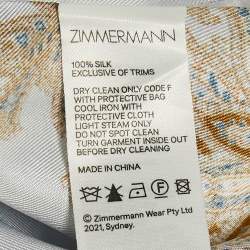 ZIMMERMANN
100% SILK
EXCLUSIVE OF TRIMS
DRY CLEAN ONLY CODE F
WITH PROTECTIVE BAG
COOL IRON WITH
PROTECTIVE CLOTH
LIGHT STEAM ONLY
DO NOT SPOT CLEAN
TURN GARMENT INSIDE OUT
BEFORE DRY CLEANING
MADE IN CHINA
F
©Zimmermann Wear Pty Ltd
2021, Sydney.